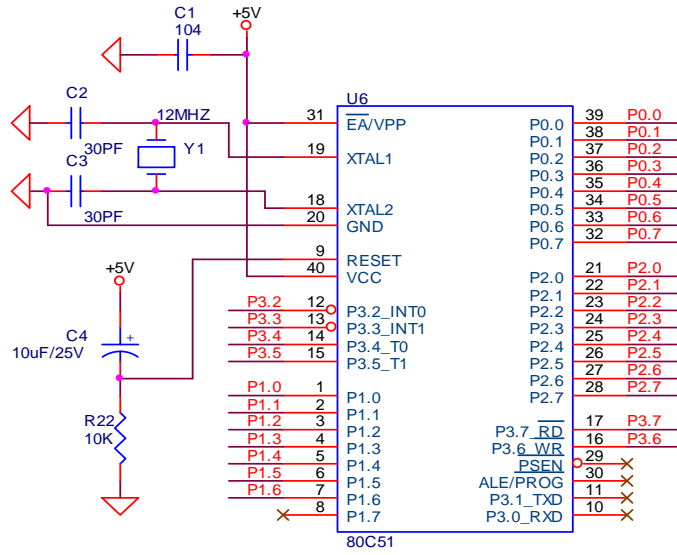 C1
104
+5V
C2
30PF
12MHZ
Y1
C3
30PF
+5V
C4
+
10uF/25V
R22
10K
U6
31 EA/VPP
19 XTAL1
18 XTAL2
20 GND
9 RESET
40 VCC
P3.2 12 P3.2_INT0
P3.3 13 P3.3_INT1
P3.4 14 P3.4_T0
P3.5 15 P3.5_T1
P1.0 1 P1.0
P1.1 2 P1.1
P1.2 3 P1.2
P1.3 4 P1.3
P1.4 5 P1.4
P1.5 6 P1.5
P1.6 7 P1.6
8 P1.7
P0.0 39 P0.0
P0.1 38 P0.1
P0.2 37 P0.2
P0.3 36 P0.3
P0.4 35 P0.4
P0.5 34 P0.5
P0.6 33 P0.6
P0.7 32 P0.7
P2.0 21 P2.0
P2.1 22 P2.1
P2.2 23 P2.2
P2.3 24 P2.3
P2.4 25 P2.4
P2.5 26 P2.5
P2.6 27 P2.6
P2.7 28 P2.7
P3.7_RD 17 P3.7
P3.6_WR 16 P3.6
PSEN 29
ALE/PROG 30
P3.1_TXD 11
P3.0_RXD 10
80C51